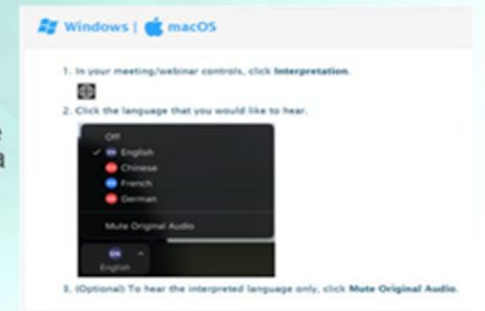 Windows | macOS
1. In your meeting/webinar controls, click Interpretation.
2. Click the language that you would like to hear.
Off
English
Chinese
French
German
Mute Original Audio
EN
English
3. (Optional) To hear the interpreted language only, click Mute Original Audio.